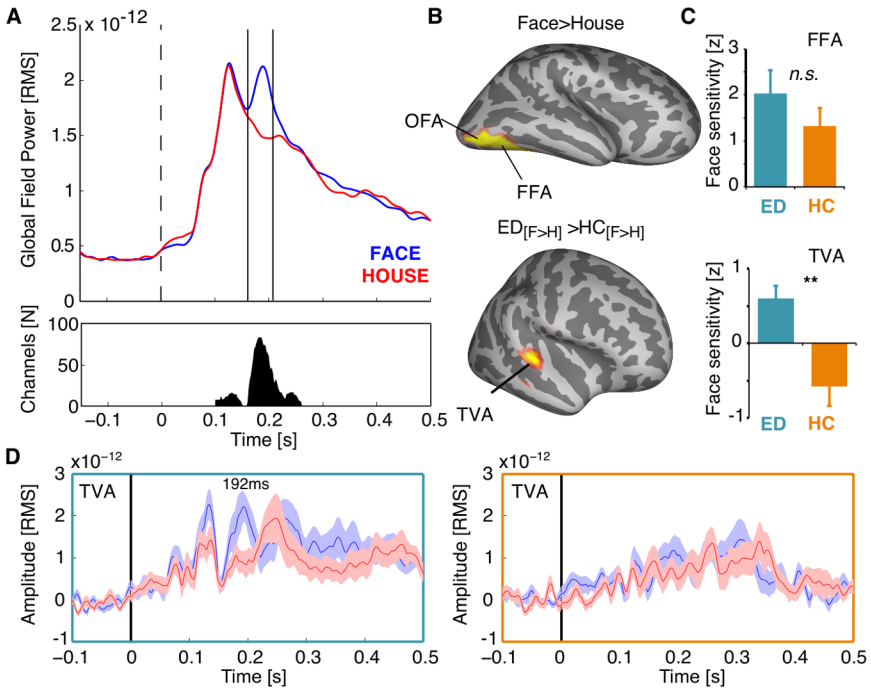 A
x 10-12
2.5
2
1.5
1
0.5
0
Global Field Power [RMS]
FACE
HOUSE
100
50
0
Channels [N]
−0.1 0 0.1 0.2 0.3 0.4 0.5
Time [s]
B
Face>House
OFA
FFA
ED[F>H] >HC[F>H]
TVA
C
3
2
1
0
Face sensitivity [z]
FFA
n.s.
ED HC
1
0
-1
Face sensitivity [z]
TVA
**
ED HC
D
x10−12
3
2
1
0
-1
Amplitude [RMS]
TVA
192ms
−0.1 0 0.1 0.2 0.3 0.4 0.5
Time [s]
x10−12
3
2
1
0
-1
Amplitude [RMS]
TVA
−0.1 0 0.1 0.2 0.3 0.4 0.5
Time [s]